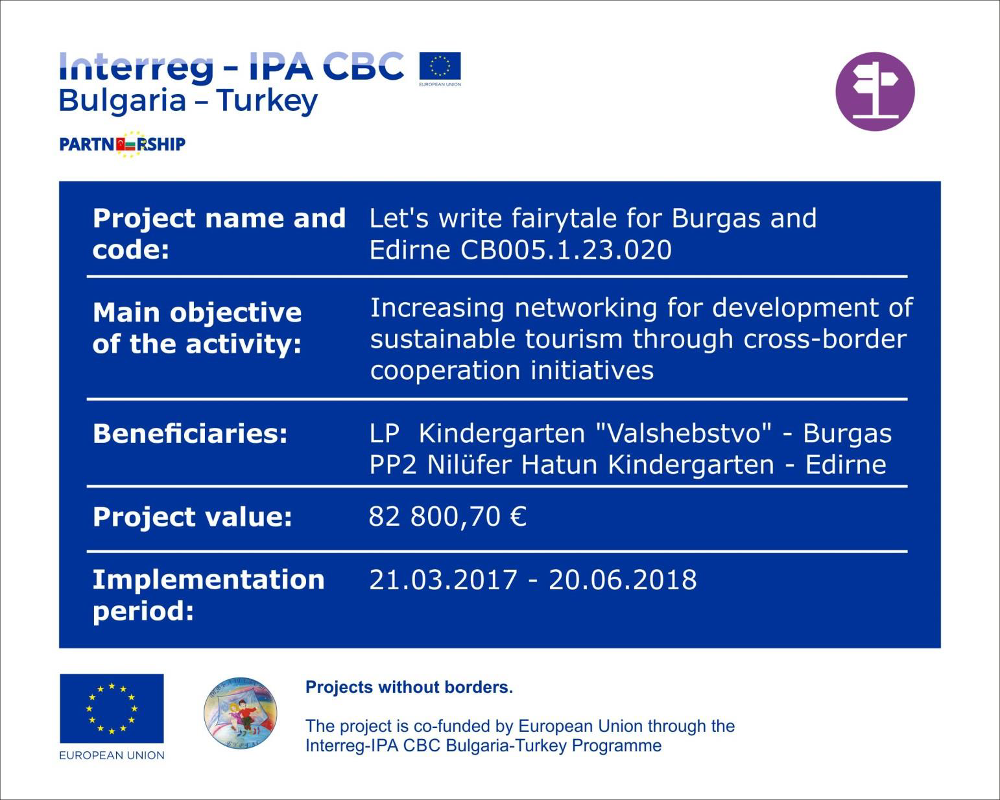 Interreg - IPA CBC
EUROPEAN UNION
Bulgaria – Turkey
PARTNERSHIP
Project name and code:
Let's write fairytale for Burgas and
Edirne CB005.1.23.020
Main objective
of the activity:
Increasing networking for development of
sustainable tourism through cross-border
cooperation initiatives
Beneficiaries:
LP  Kindergarten "Valshebstvo" - Burgas
PP2 Nilüfer Hatun Kindergarten - Edirne
Project value:
82 800,70 €
Implementation
period:
21.03.2017 - 20.06.2018
EUROPEAN UNION
БУРГАС
Projects without borders.
The project is co-funded by European Union through the
Interreg-IPA CBC Bulgaria-Turkey Programme